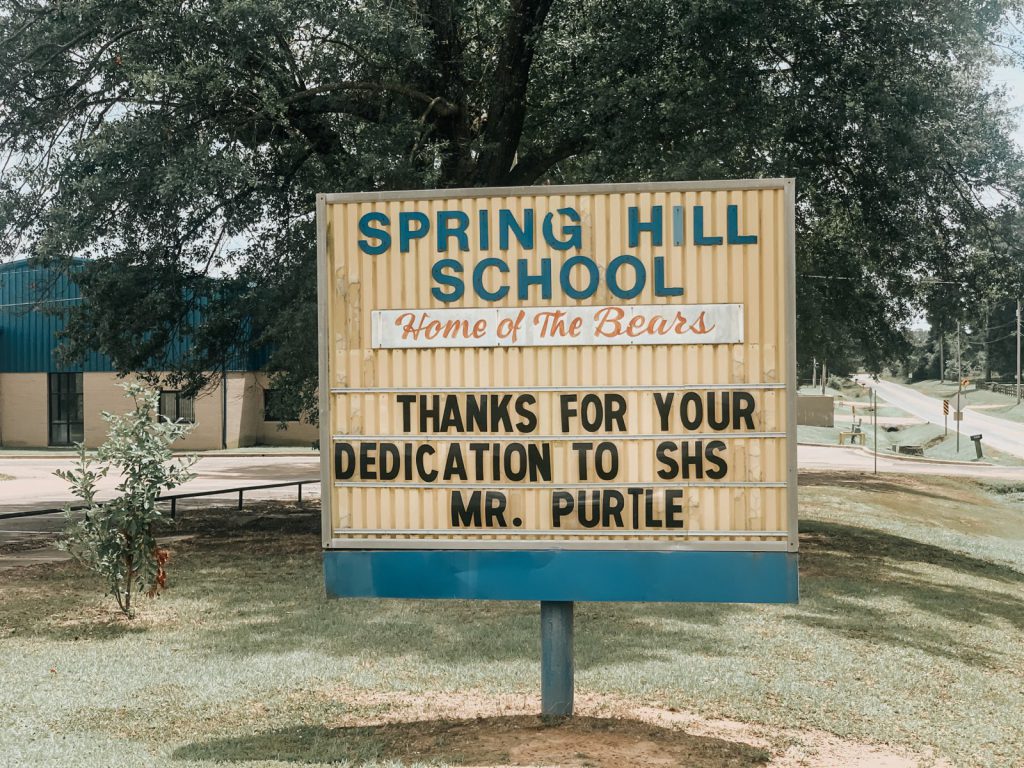 SPRING HILL
SCHOOL
Home of The Bears
THANKS FOR YOUR
DEDICATION TO SHS
MR. PURTLE